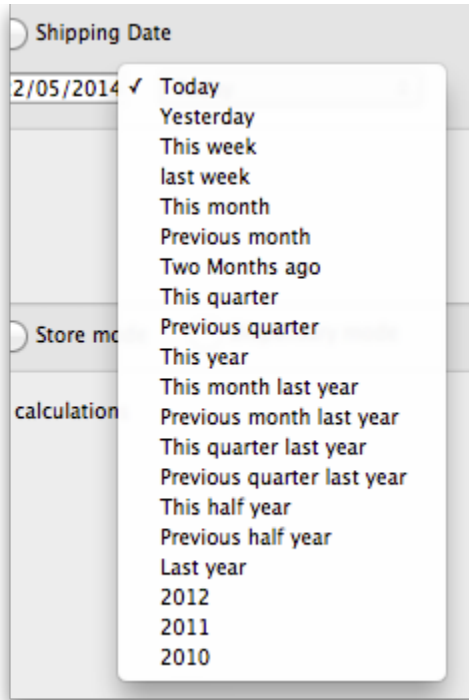 Shipping Date
2/05/2014 ✓ Today
Yesterday
This week
last week
This month
Previous month
Two Months ago
This quarter
Previous quarter
Store
This year
This month last year
calculation
Previous month last year
This quarter last year
Previous quarter last year
This half year
Previous half year
Last year
2012
2011
2010